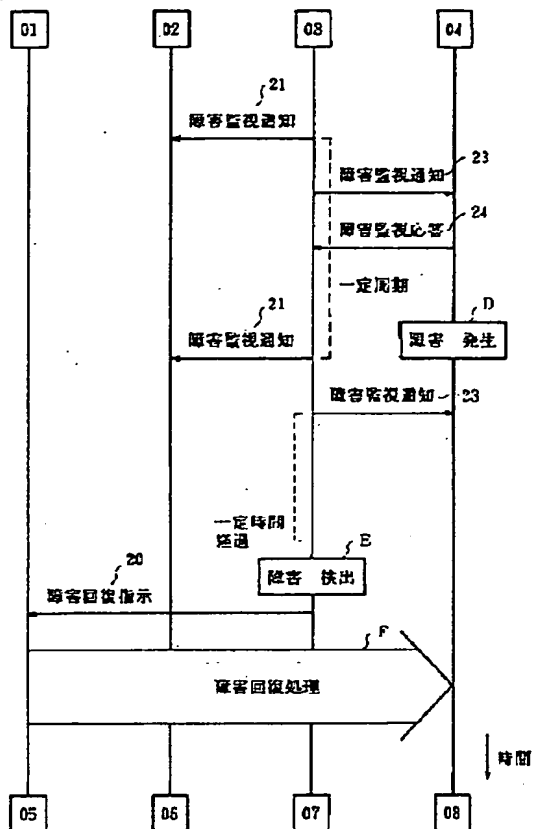 01 02 03 04
21
障害監視通知
23
障害監視通知
24
障害監視応答
一定周期
21
障害監視通知
D
障害 発生
障害監視通知 23
一定時間
経過
E
障害 検出
20
障害回復指示
F
障害回復処理
時間
05 06 07 08